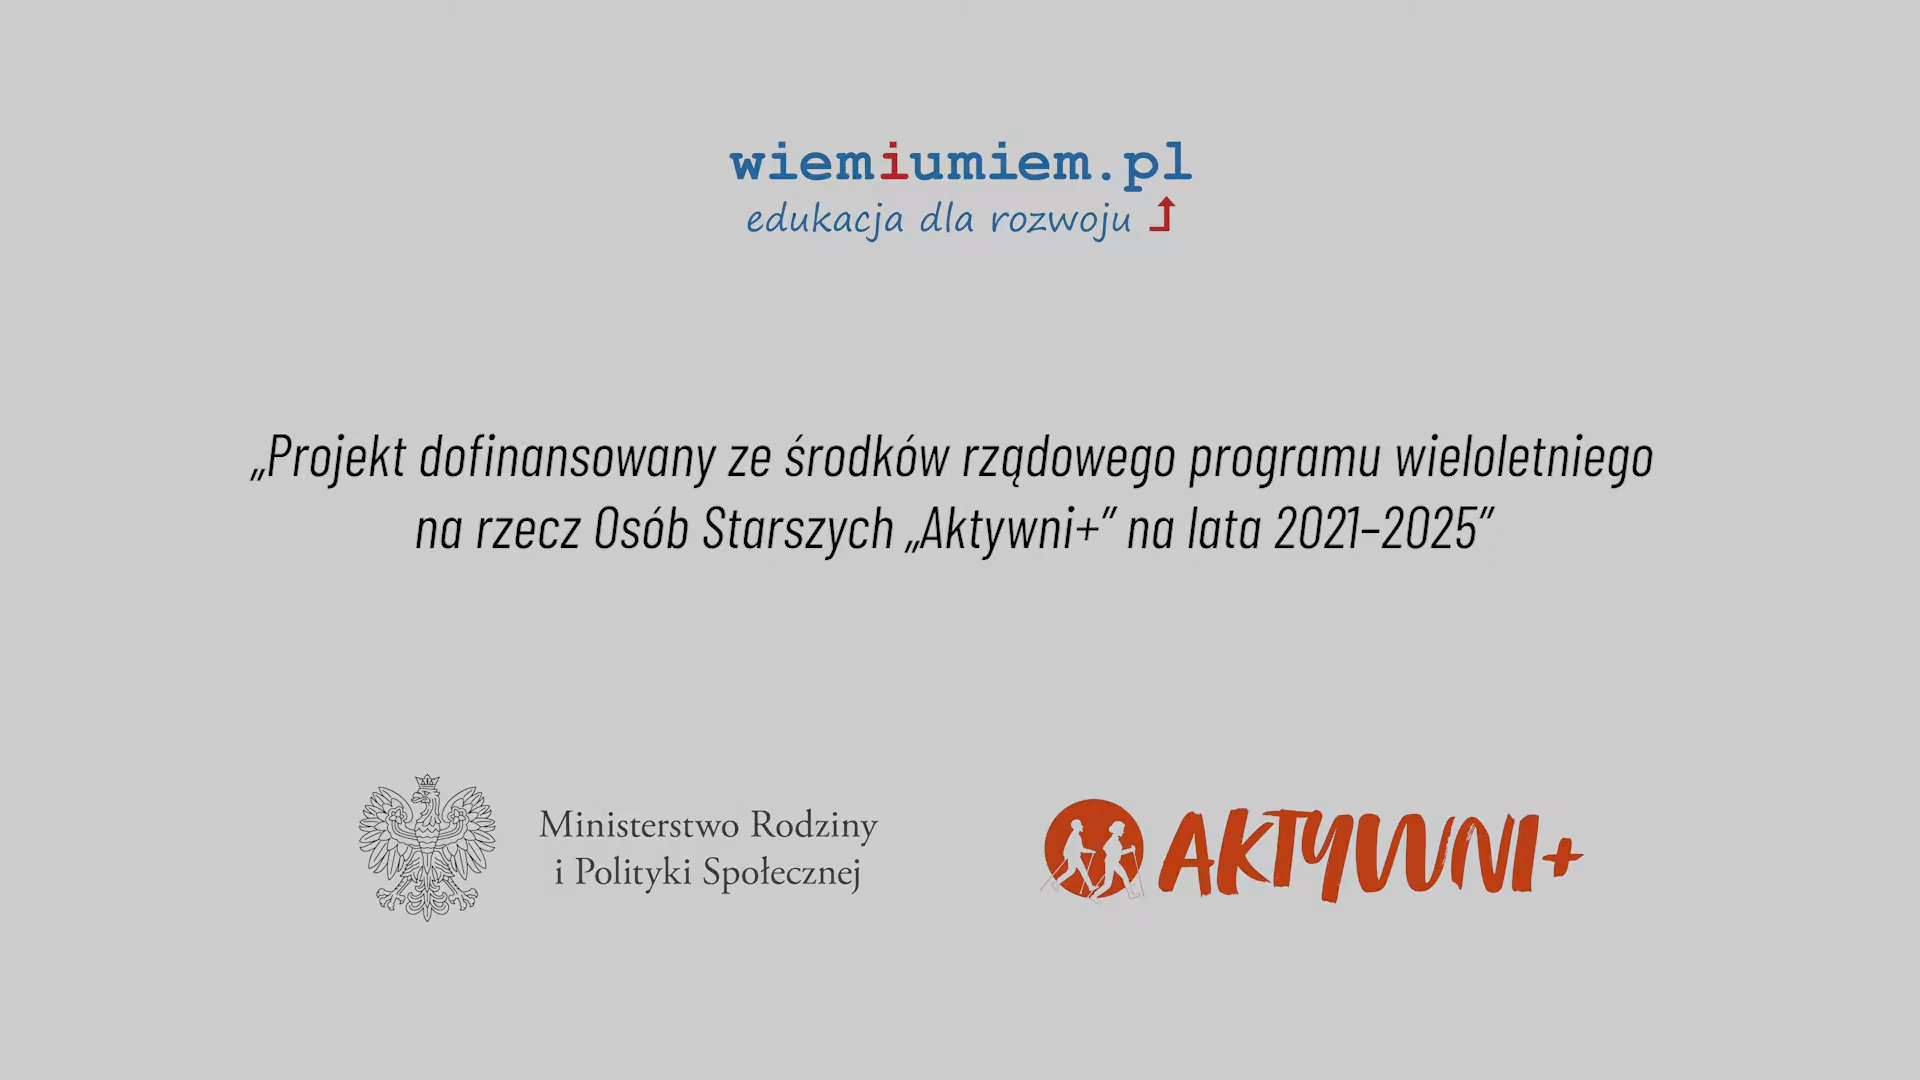 wiemiumiem.pl
edukacja dla rozwoju
„Projekt dofinansowany ze środków rządowego programu wieloletniego
na rzecz Osób Starszych „Aktywni+” na lata 2021–2025”
Ministerstwo Rodziny
i Polityki Społecznej
AKTYWNI+